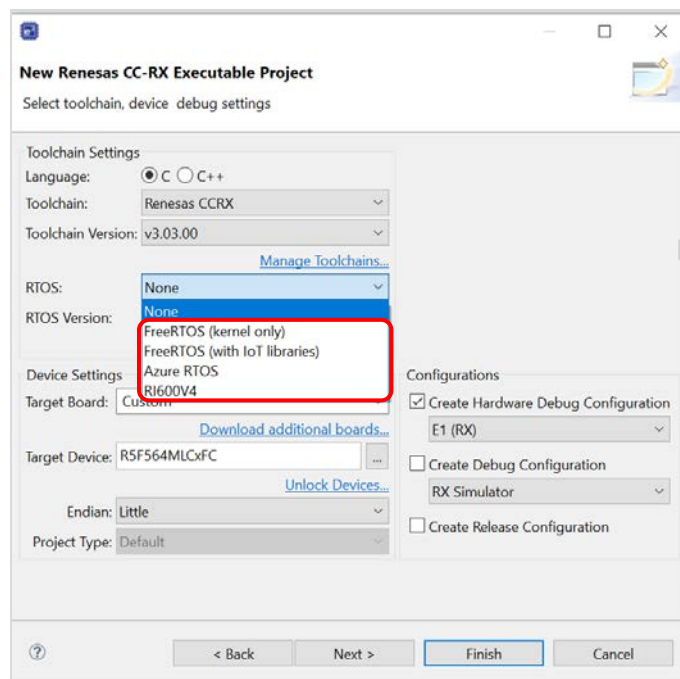 New Renesas CC-RX Executable Project
Select toolchain, device debug settings
Toolchain Settings
Language: C C++
Toolchain: Renesas CCRX
Toolchain Version: v3.03.00
Manage Toolchains...
RTOS: None
None
RTOS Version:
FreeRTOS (kernel only)
FreeRTOS (with IoT libraries)
Azure RTOS
RI600V4
Device Settings
Target Board: Custom
Download additional boards...
Target Device: R5F564MLCxFC ...
Unlock Devices...
Endian: Little
Project Type: Default
Configurations
Create Hardware Debug Configuration
E1 (RX)
Create Debug Configuration
RX Simulator
Create Release Configuration
? < Back Next > Finish Cancel